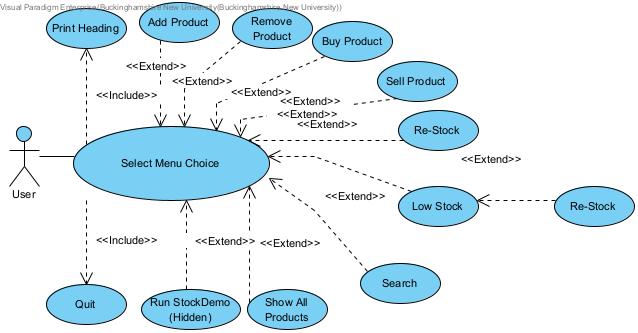 Visual Paradigm Enterprise(Buckinghamshire New University(Buckinghamshire New University))
Print Heading
Add Product
Remove
Product
Buy Product
<<Extend>>
<<Extend>>
Sell Product
<<Include>>
<<Extend>>
<<Extend>>
<<Extend>>
<<Extend>>
Re-Stock
Select Menu Choice
<<Extend>>
User
<<Extend>>
Low Stock
Re-Stock
<<Include>>
<<Extend>>
<<Extend>>
Search
Quit
Run StockDemo
(Hidden)
Show All
Products